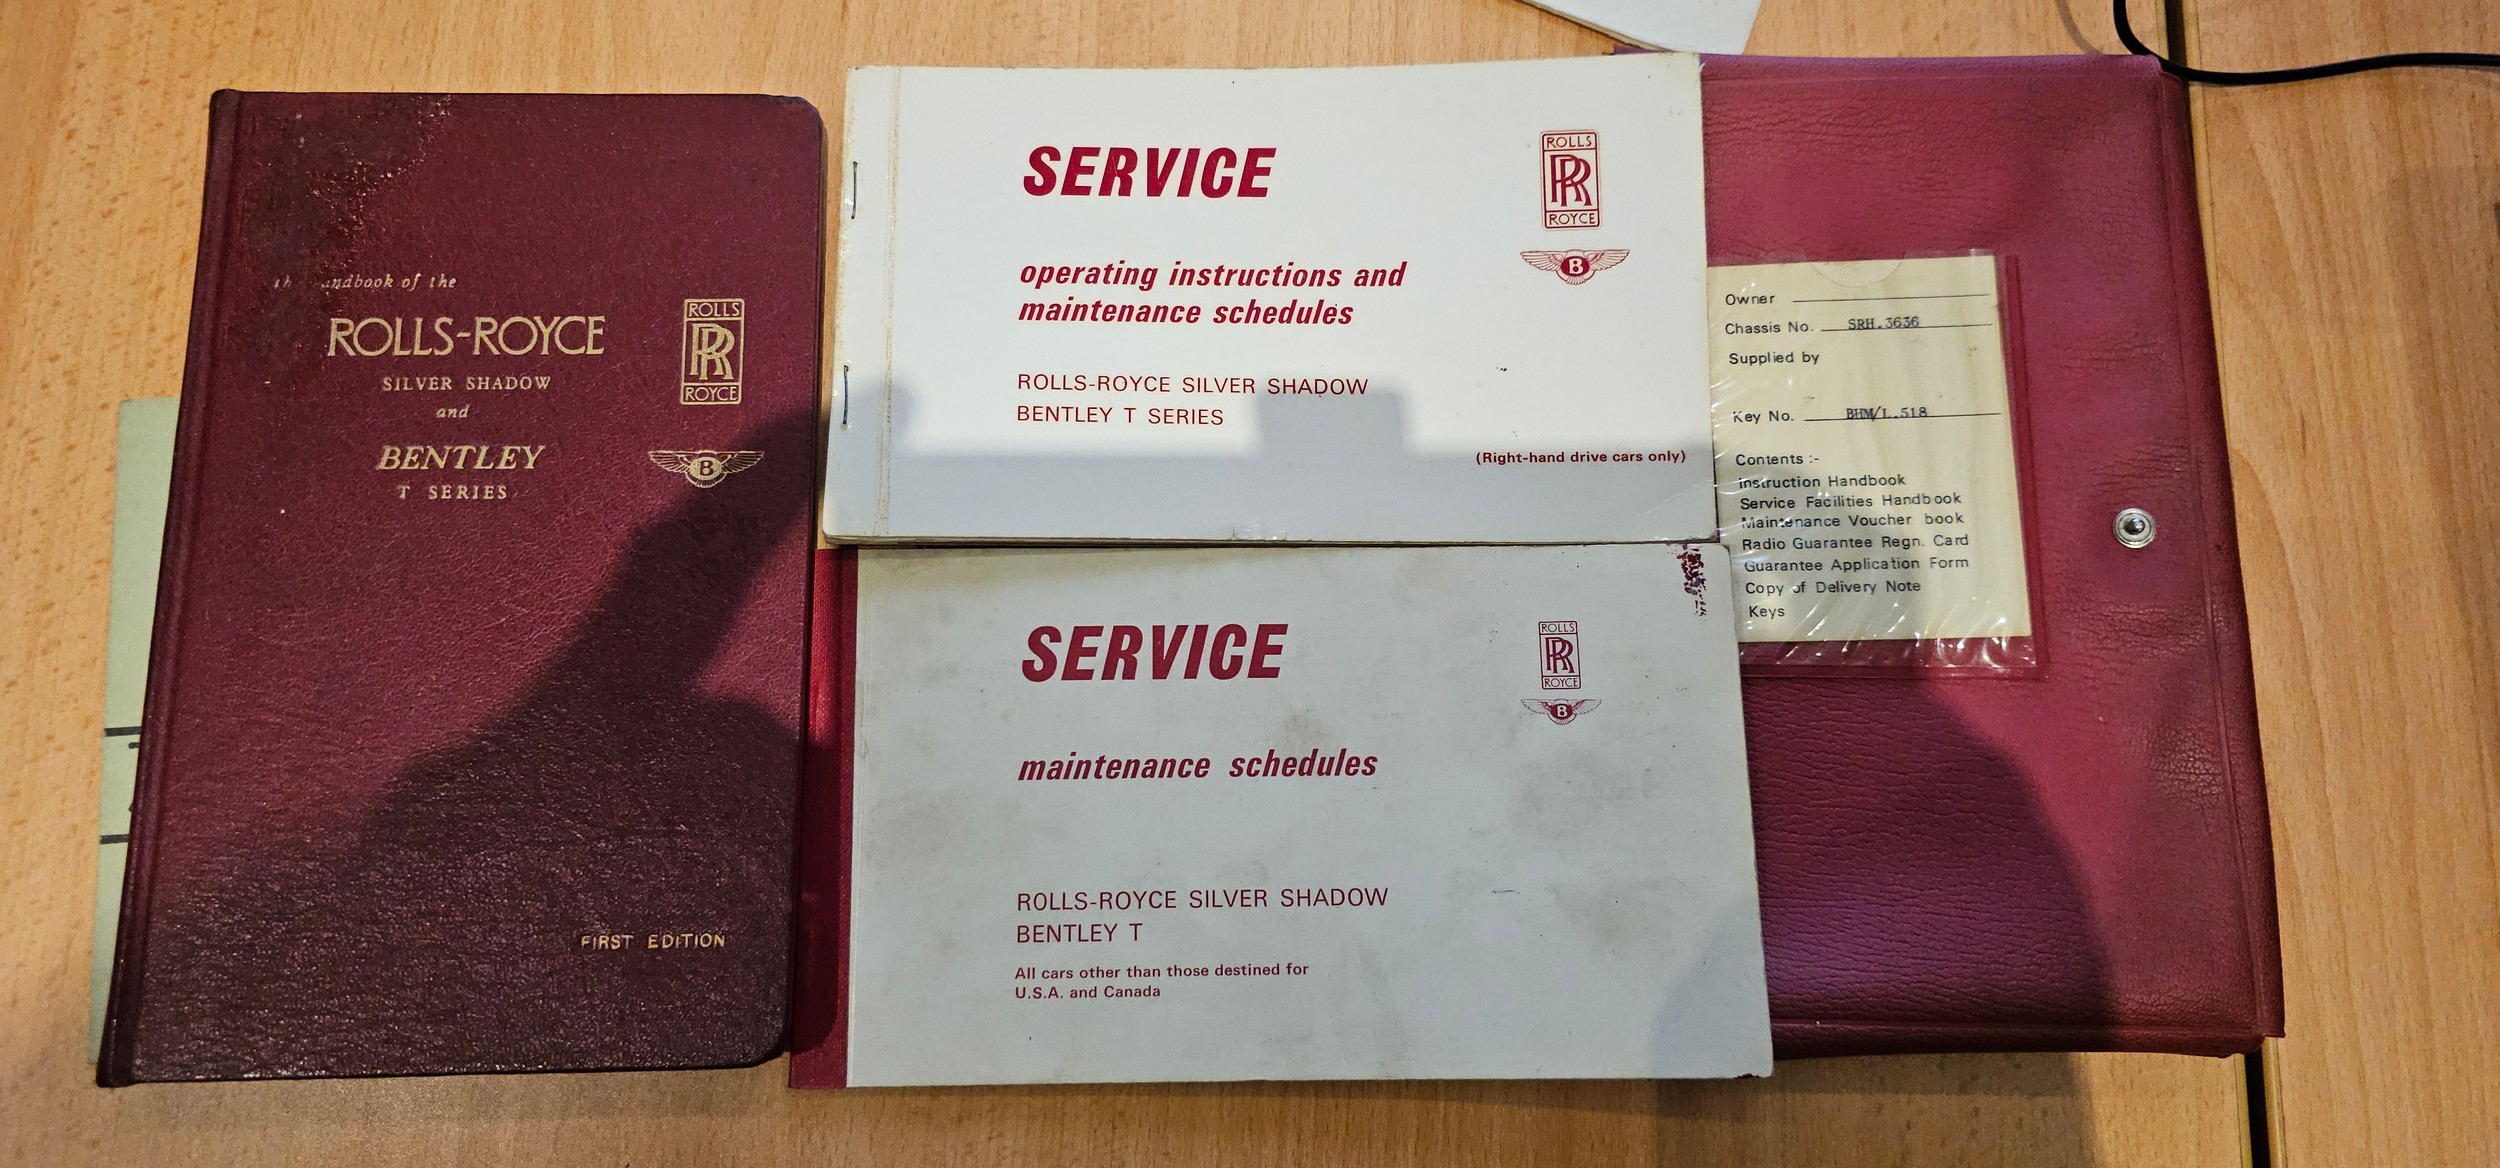 andbook of the
ROLLS-ROYCE
SILVER SHADOW
and
BENTLEY
T SERIES
ROLLS
RR
ROYCE
B
FIRST EDITION
SERVICE
operating instructions and
maintenance schedules
ROLLS-ROYCE SILVER SHADOW
BENTLEY T SERIES
(Right-hand drive cars only)
ROLLS
RR
ROYCE
B
SERVICE
maintenance schedules
ROLLS-ROYCE SILVER SHADOW
BENTLEY T
All cars other than those destined for
U.S.A. and Canada
ROLLS
RR
ROYCE
B
Owner
Chassis No. SRH.3636
Supplied by
Key No. BHM/L.518
Contents :-
Instruction Handbook
Service Facilities Handbook
Maintenance Voucher book
Radio Guarantee Regn. Card
Guarantee Application Form
Copy of Delivery Note
Keys